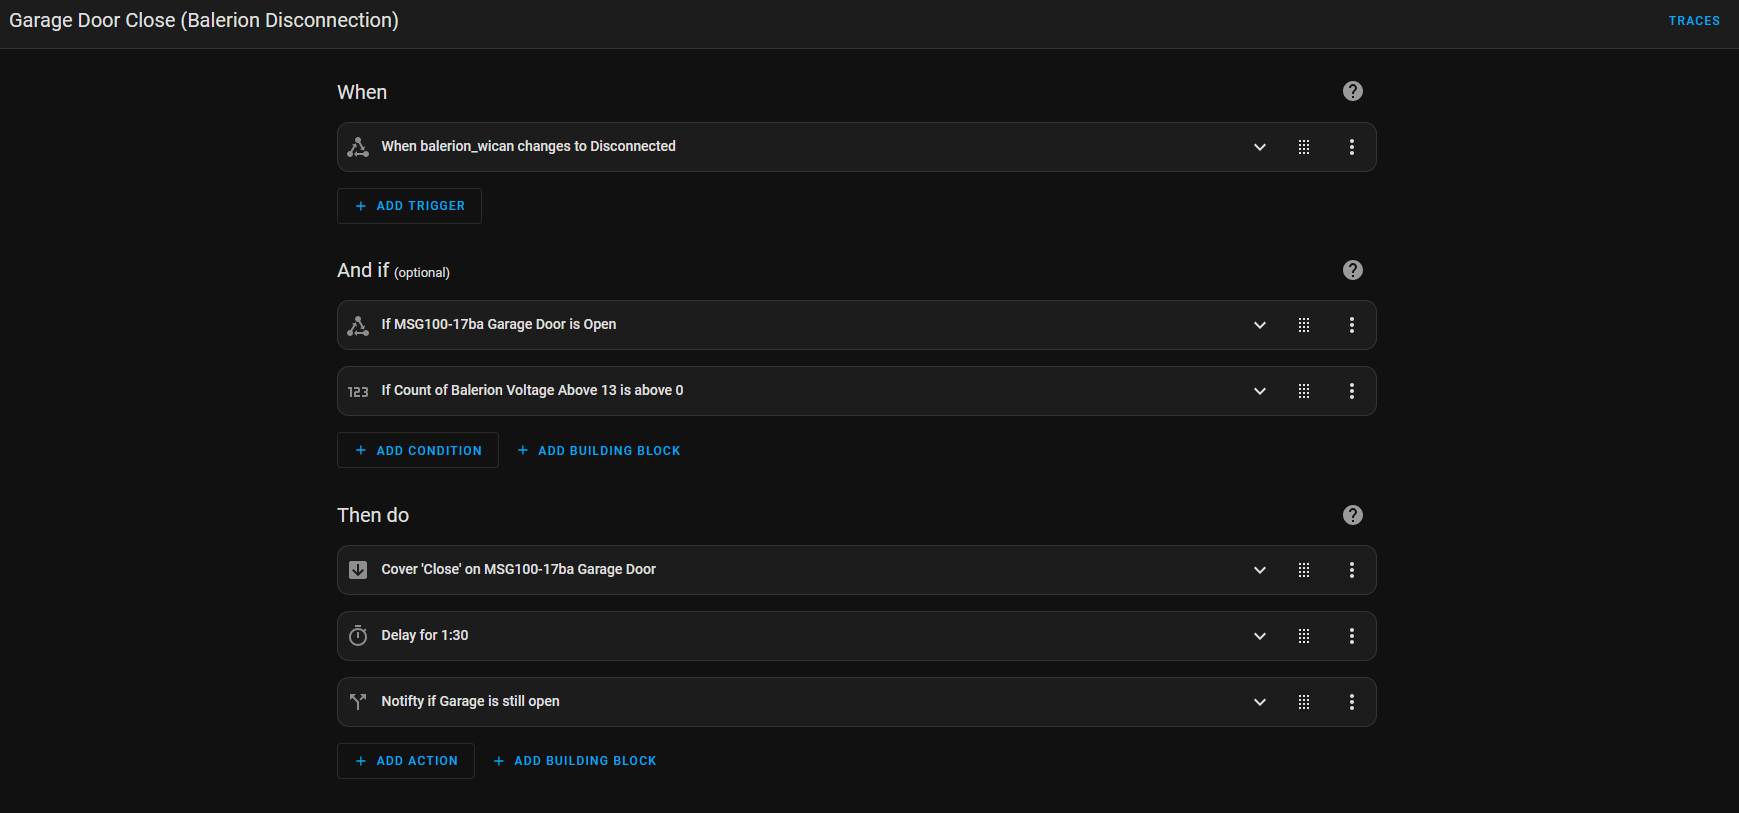 Garage Door Close (Balerion Disconnection)
TRACES
When
?
When balerion_wican changes to Disconnected
+ ADD TRIGGER
And if (optional)
?
If MSG100-17ba Garage Door is Open
123
If Count of Balerion Voltage Above 13 is above 0
+ ADD CONDITION
+ ADD BUILDING BLOCK
Then do
?
Cover 'Close' on MSG100-17ba Garage Door
Delay for 1:30
Notifty if Garage is still open
+ ADD ACTION
+ ADD BUILDING BLOCK